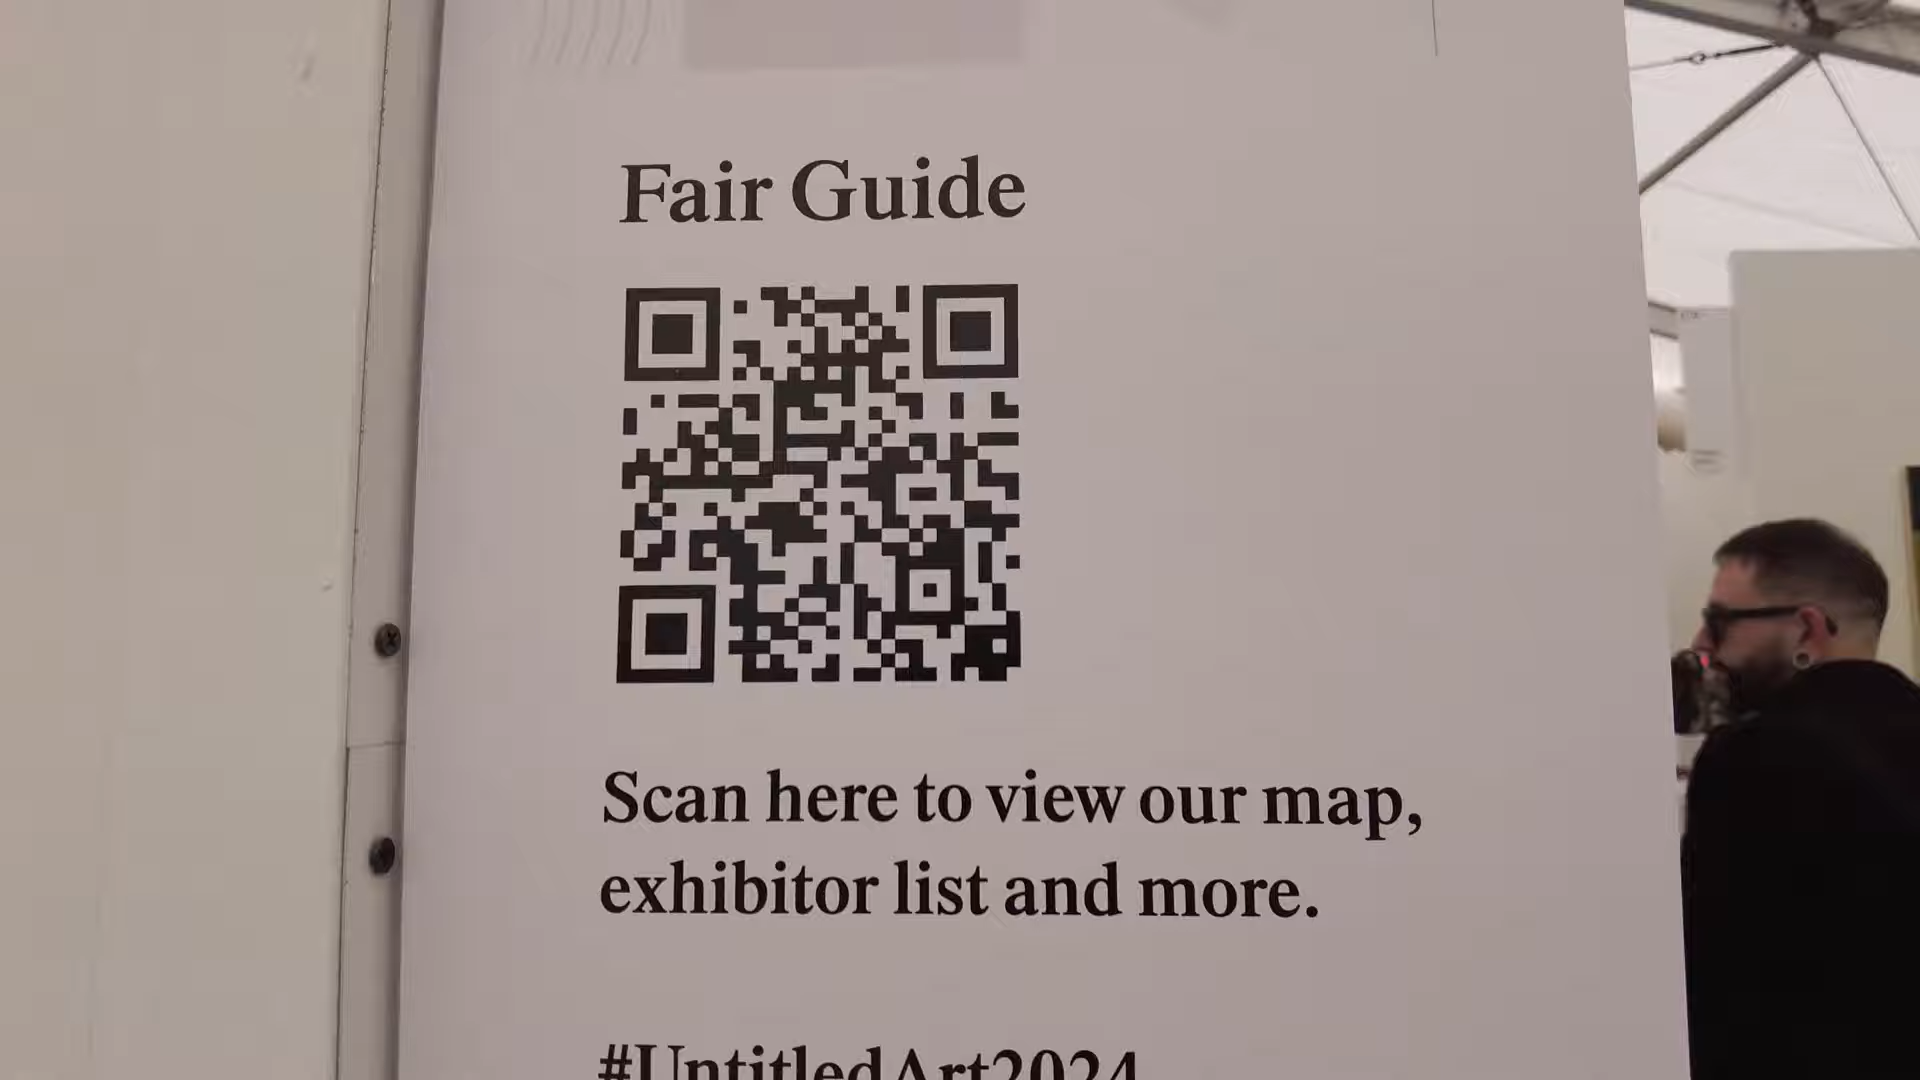 Fair Guide
Scan here to view our map,
exhibitor list and more.
#UntitledArt2024